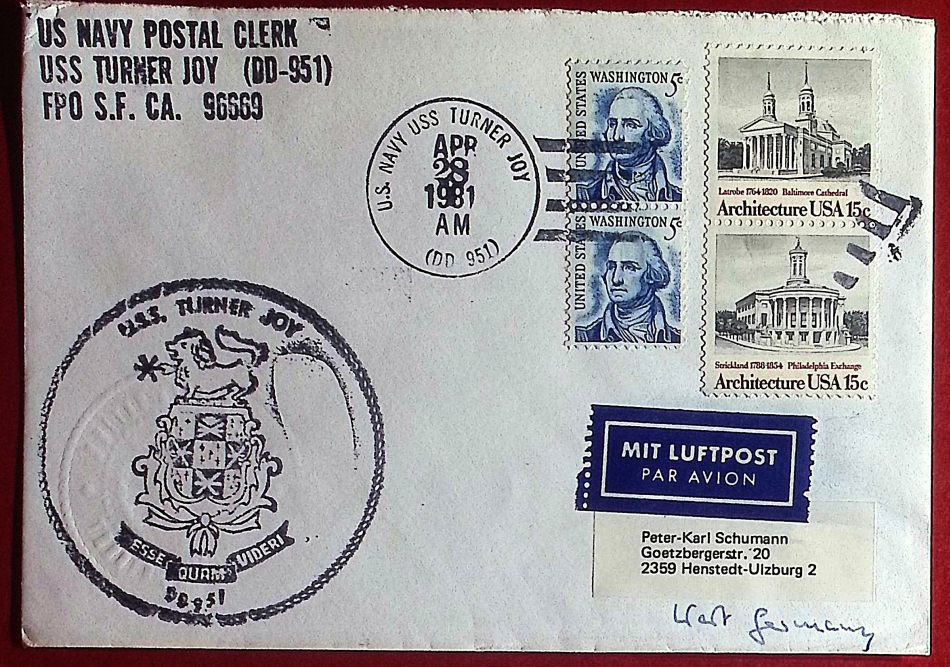 US NAVY POSTAL CLERK
USS TURNER JOY (DD-951)
FPO S.F. CA. 96669
U.S. NAVY USS TURNER JOY
APR
28
1981
AM
(DD 951)
UNITED STATES
WASHINGTON 5c
UNITED STATES
WASHINGTON 5c
Latrobe 1764-1820 Baltimore Cathedral
Architecture USA 15c
Strickland 1788-1854 Philadelphia Exchange
Architecture USA 15c
U.S.S. TURNER JOY
ESSE QUAM VIDERI
DD951
MIT LUFTPOST
PAR AVION
Peter-Karl Schumann
Goetzbergerstr. 20
2359 Henstedt-Ulzburg 2
West Germany